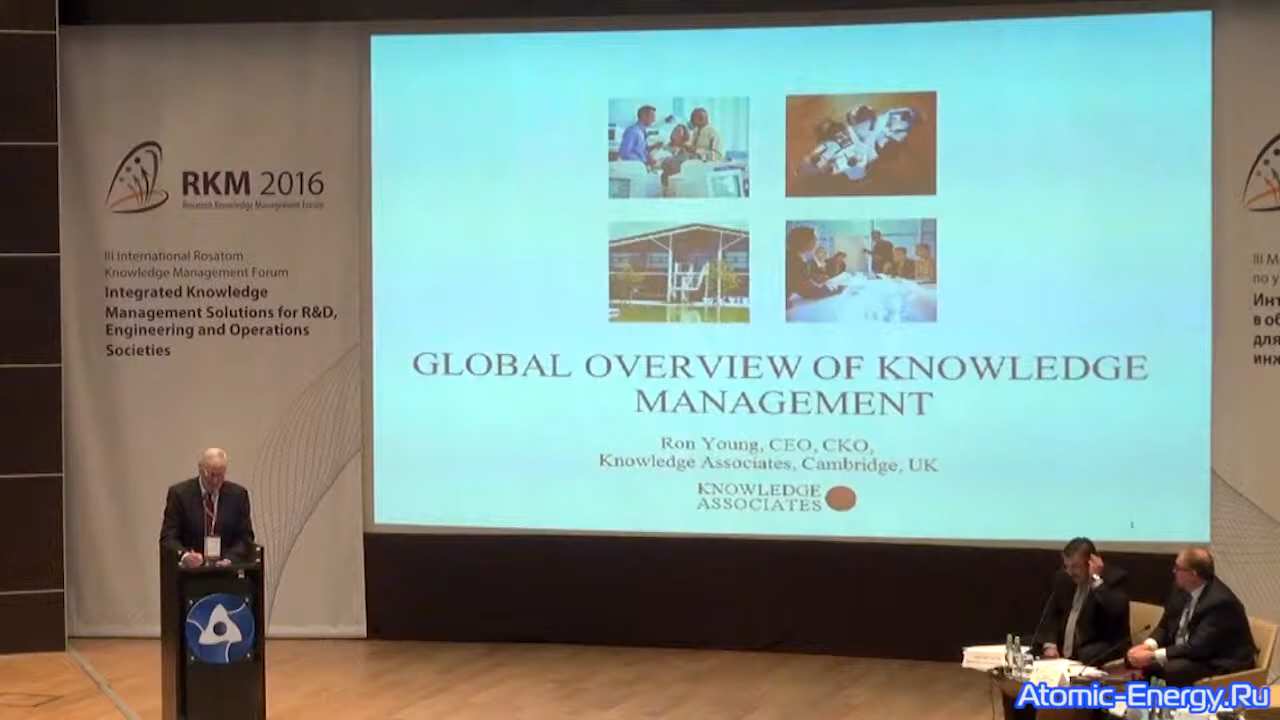 RKM 2016
Rosatom Knowledge Management Forum
III International Rosatom
Knowledge Management Forum
Integrated Knowledge
Management Solutions for R&D,
Engineering and Operations
Societies
GLOBAL OVERVIEW OF KNOWLEDGE
MANAGEMENT
Ron Young, CEO, CKO,
Knowledge Associates, Cambridge, UK
KNOWLEDGE
ASSOCIATES
1
III М
по у
Инт
в об
для
инж
Atomic-Energy.Ru